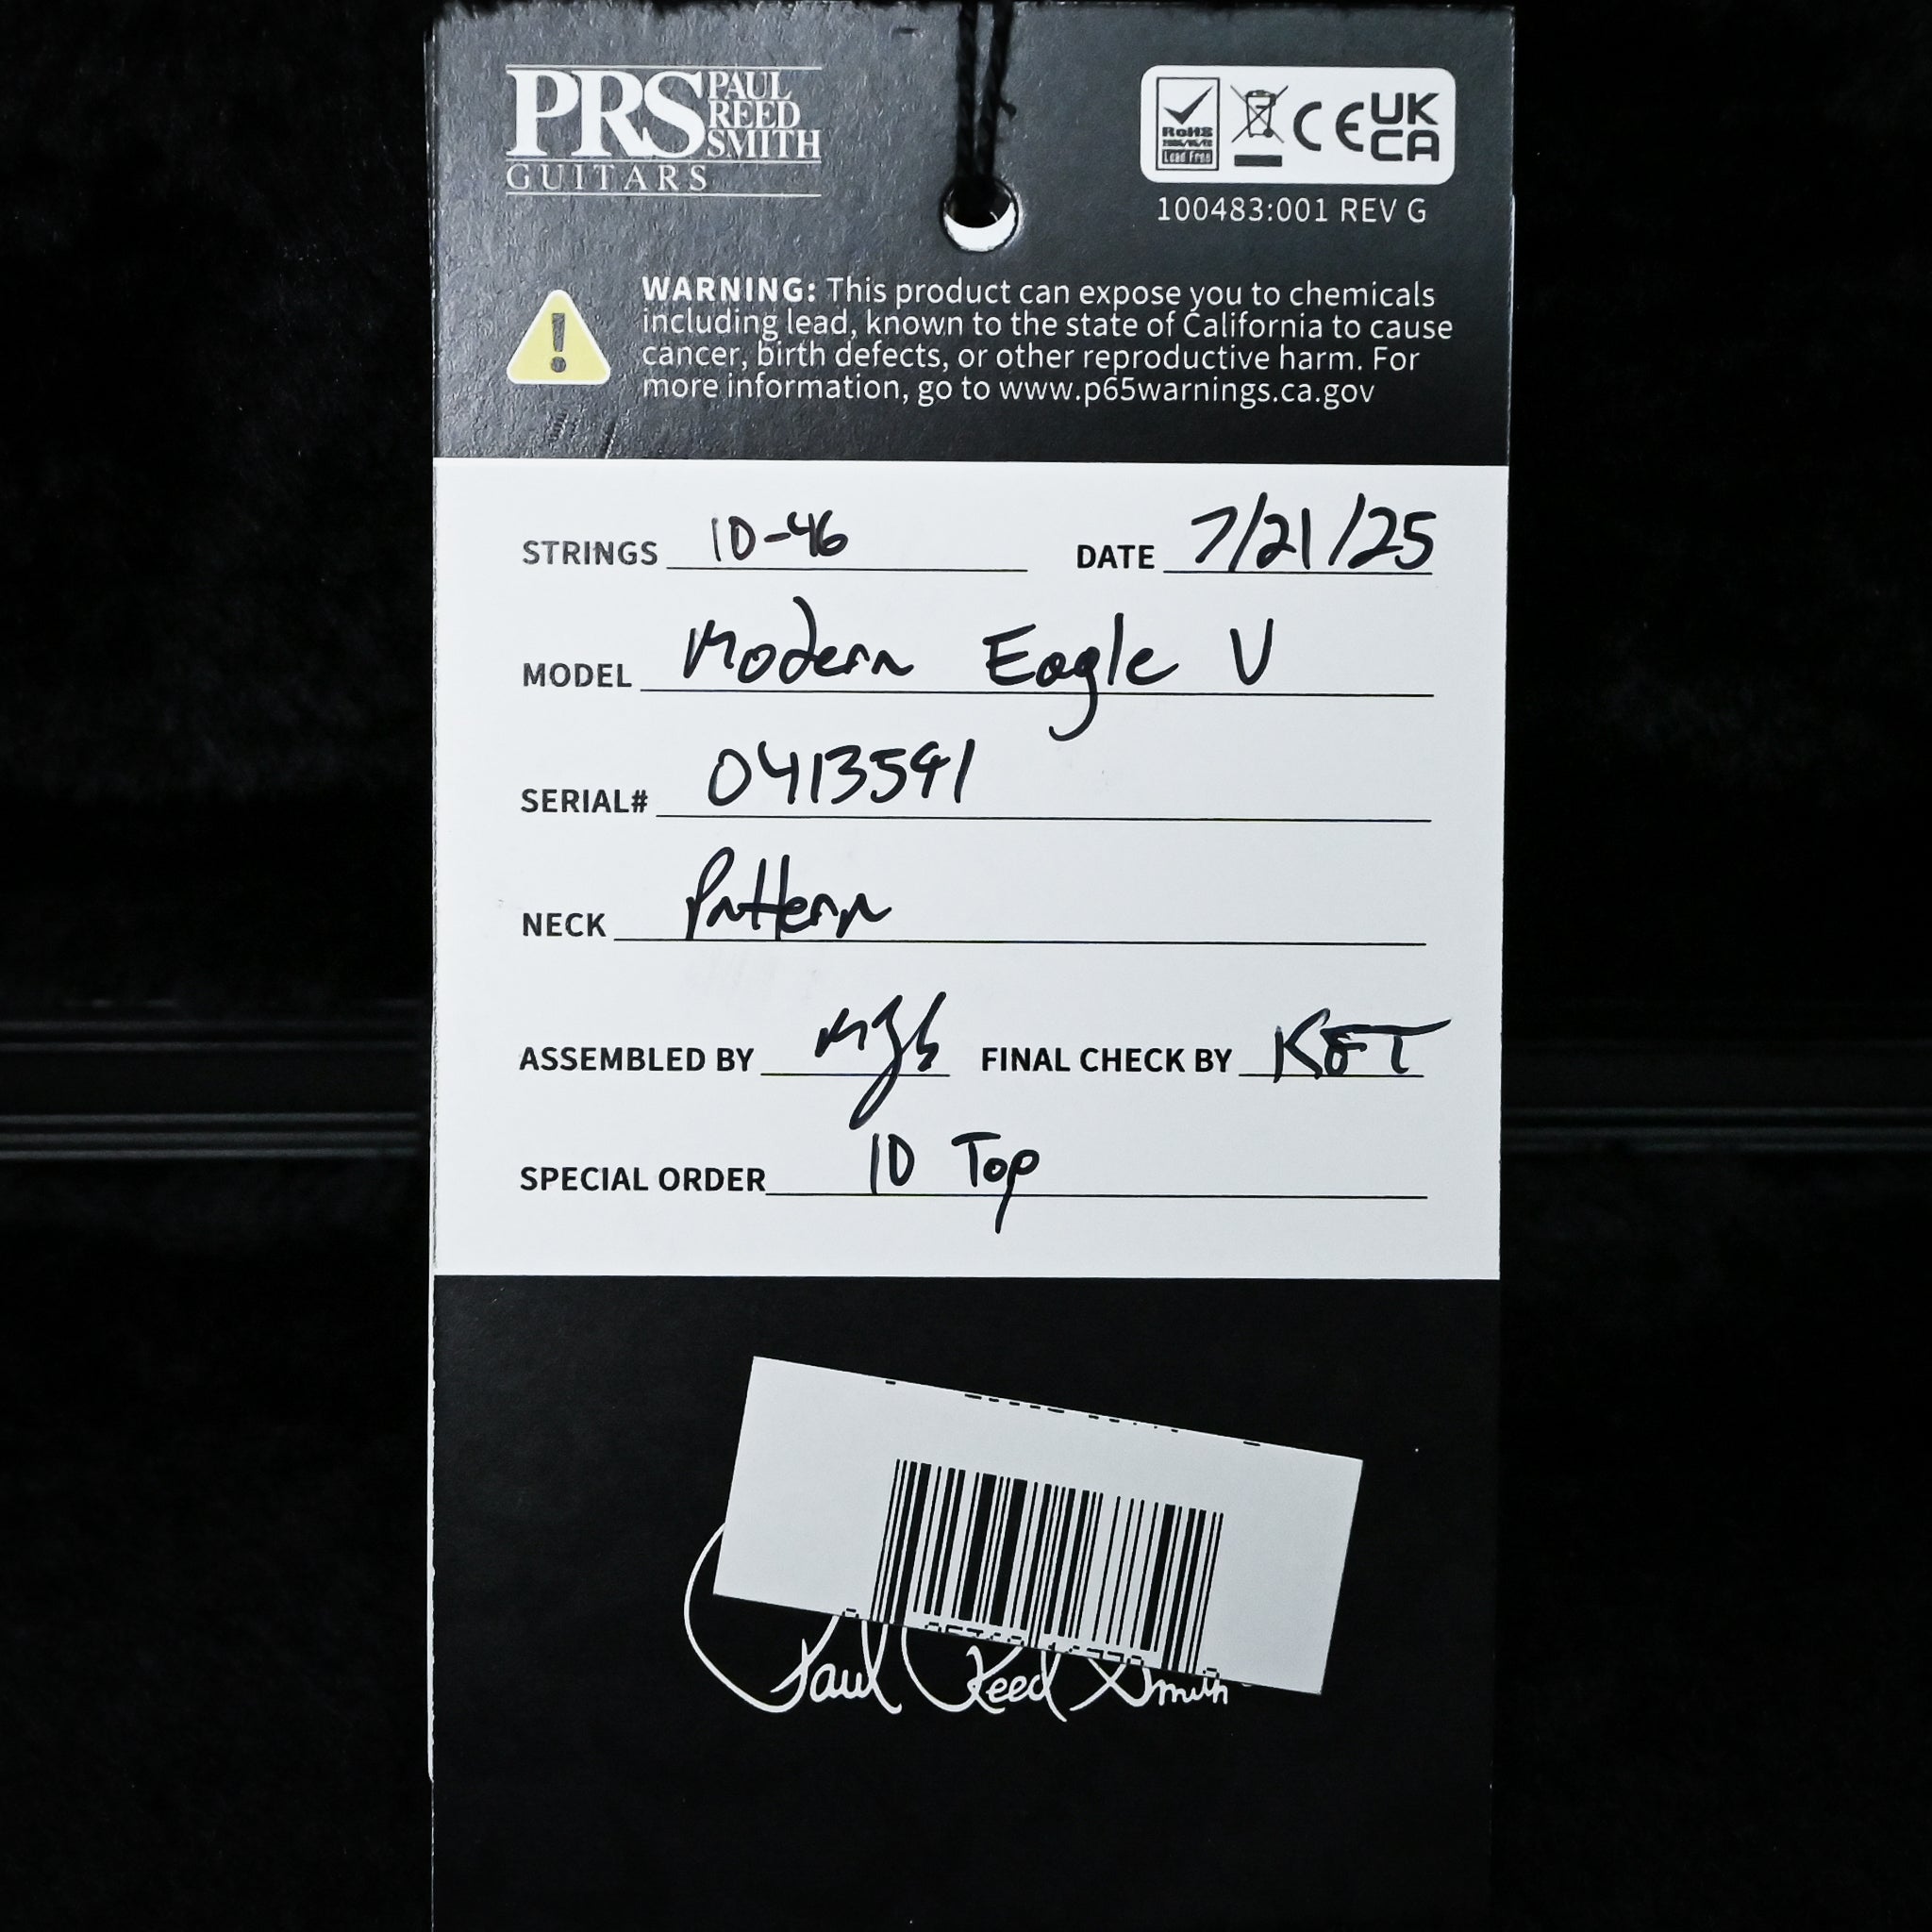 PRS PAUL REED SMITH
GUITARS
RoHS
Lead Free
CE UK CA
100483:001 REV G
WARNING: This product can expose you to chemicals
including lead, known to the state of California to cause
cancer, birth defects, or other reproductive harm. For
more information, go to www.p65warnings.ca.gov
STRINGS 10-46 DATE 7/21/25
MODEL Modern Eagle V
SERIAL# 0413591
NECK Pattern
ASSEMBLED BY FINAL CHECK BY
SPECIAL ORDER 10 Top
Paul Reed Smith